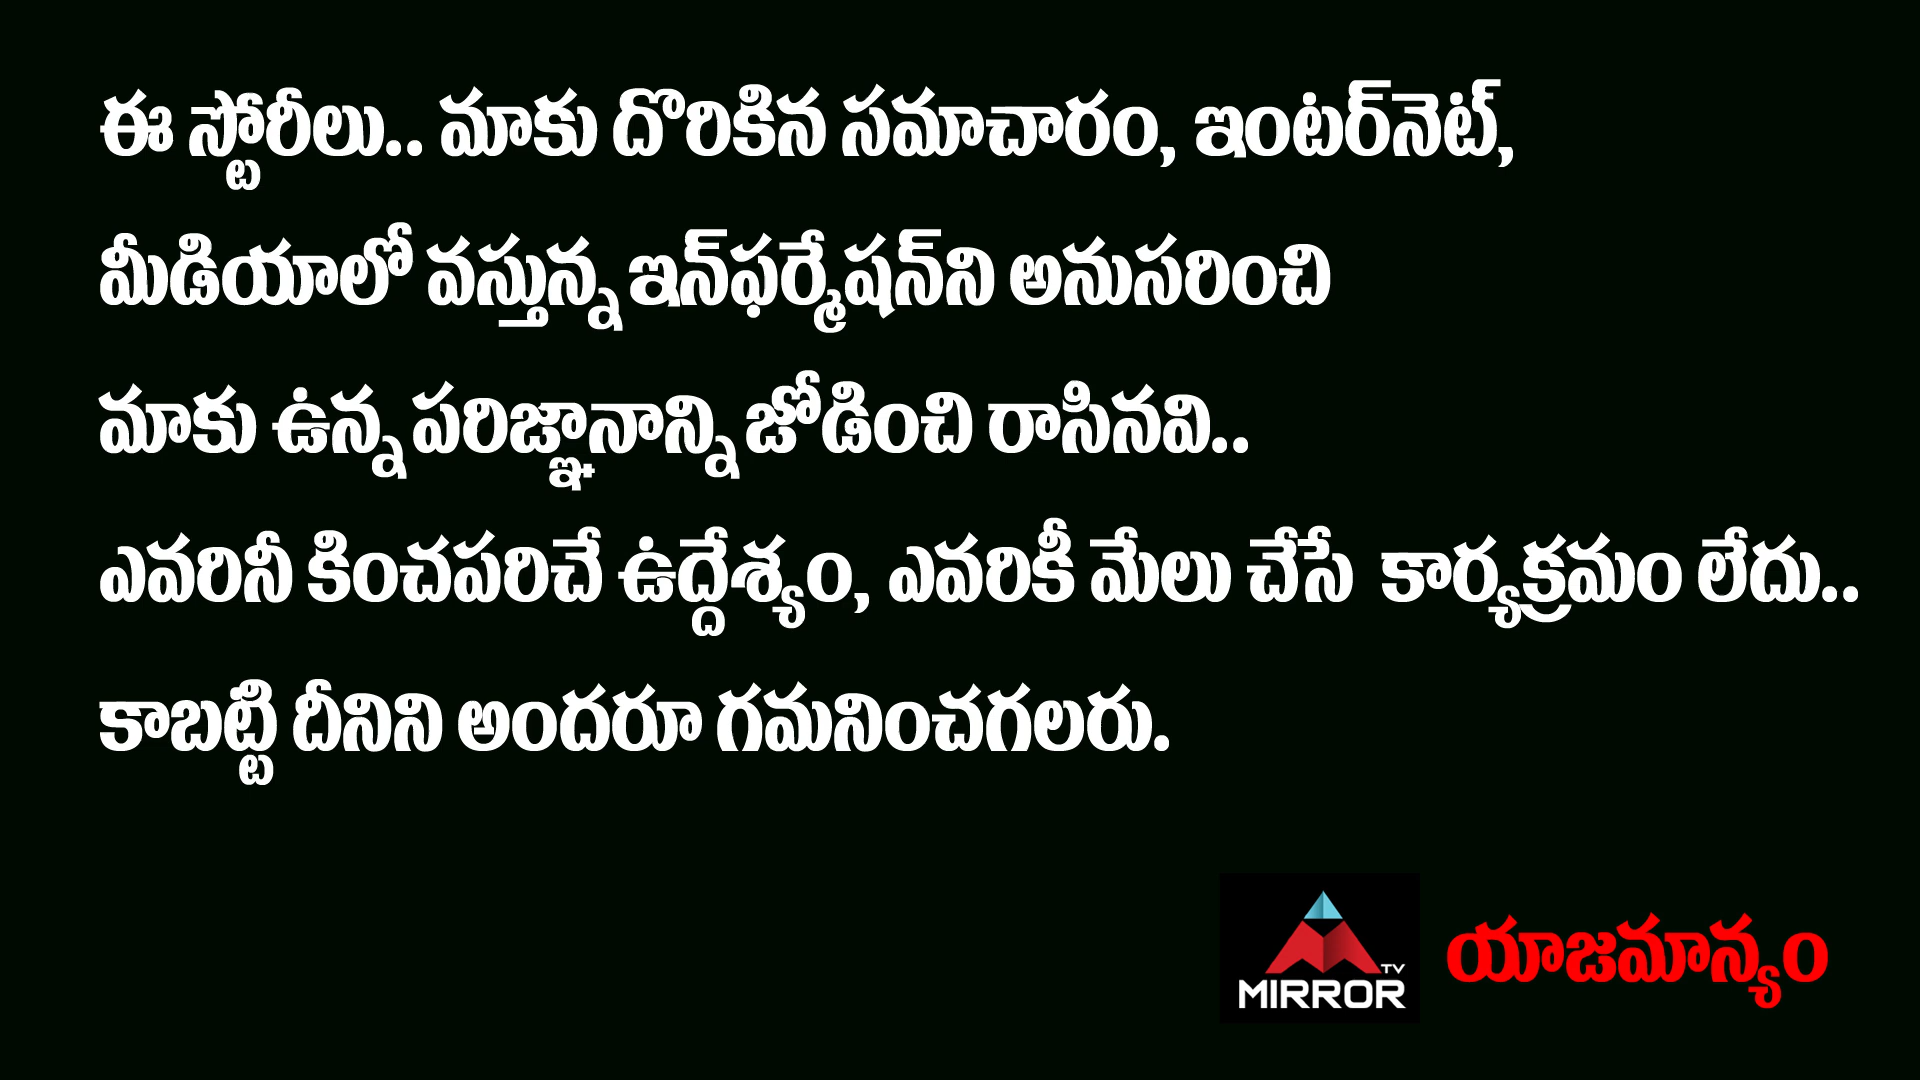 ఈ స్టోరీలు.. మాకు దొరికిన సమాచారం, ఇంటర్‌నెట్,
మీడియాలో వస్తున్న ఇన్‌ఫర్మేషన్‌ని అనుసరించి
మాకు ఉన్న పరిజ్ఞానాన్ని జోడించి రాసినవి..
ఎవరినీ కించపరిచే ఉద్దేశ్యం, ఎవరికీ మేలు చేసే కార్యక్రమం లేదు..
కాబట్టి దీనిని అందరూ గమనించగలరు.
TV
MIRROR
యాజమాన్యం